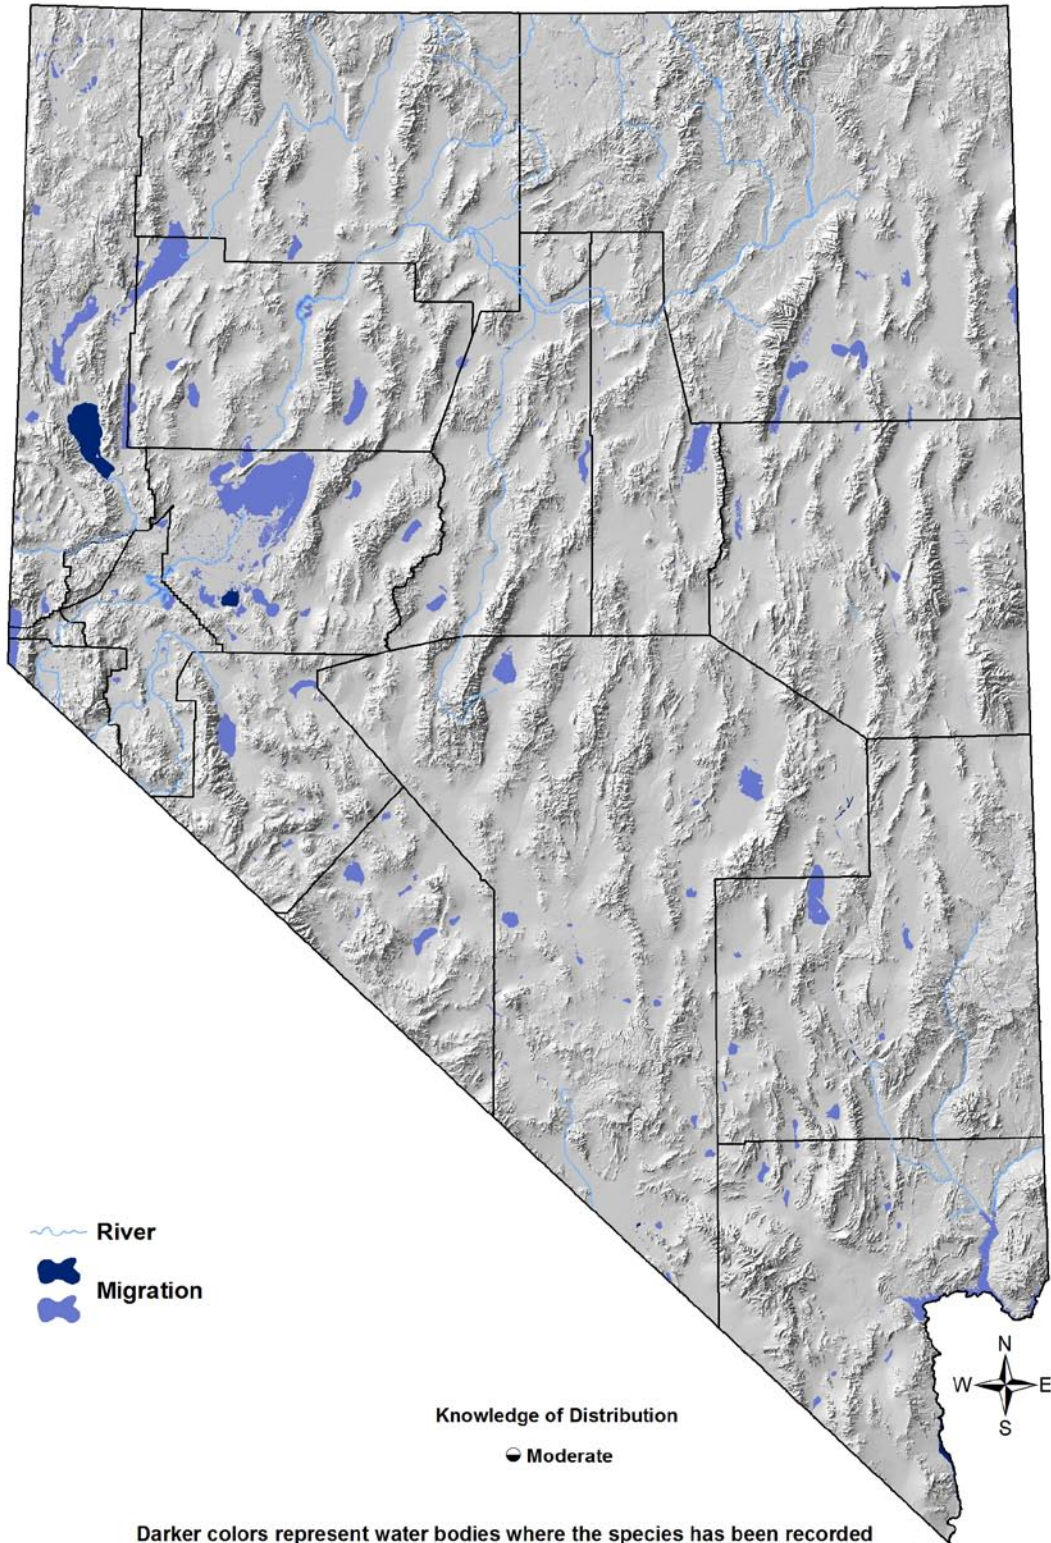 River
Migration
N
W E
S
Knowledge of Distribution
Moderate
Darker colors represent water bodies where the species has been recorded